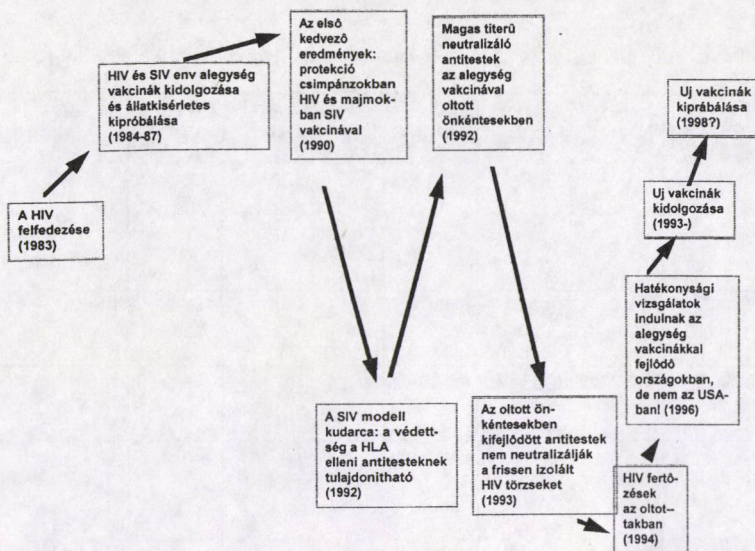 A HIV
felfedezése
(1983)
HIV és SIV env alegység
vakcinák kidolgozása
és állatkisérletes
kipróbálása
(1984-87)
Az első
kedvező
eredmények:
protekció
csimpánzokban
HIV és majmok-
ban SIV
vakcinával
(1990)
A SIV modell
kudarca: a védett-
ség a HLA
elleni antitesteknek
tulajdonitható
(1992)
Magas titerű
neutralizáló
antitestek
az alegység
vakcinával
oltott
önkéntesekben
(1992)
Az oltott ön-
kéntesekben
kifejlődött antitestek
nem neutralizálják
a frissen izolált
HIV törzseket
(1993)
HIV fertő-
zések
az oltot--
takban
(1994)
Hatékonysági
vizsgálatok
indulnak az
alegység
vakcinákkal
fejlődő
országokban,
de nem az USA-
ban! (1996)
Uj vakcinák
kidolgozása
(1993-)
Uj vakcinák
kiprábálása
(1998?)